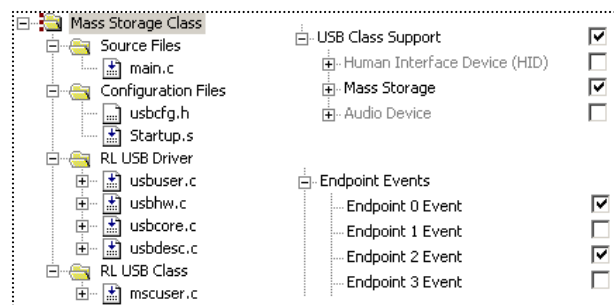 Mass Storage Class
Source Files
main.c
Configuration Files
usbcfg.h
Startup.s
RL USB Driver
usbuser.c
usbhw.c
usbcore.c
usbdesc.c
RL USB Class
mscuser.c
USB Class Support
Human Interface Device (HID)
Mass Storage
Audio Device
Endpoint Events
Endpoint 0 Event
Endpoint 1 Event
Endpoint 2 Event
Endpoint 3 Event